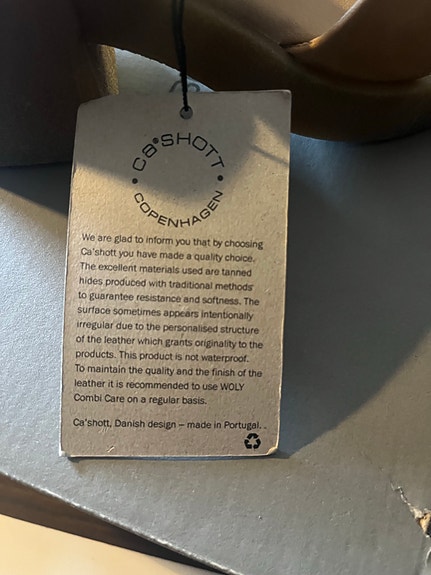 CA'SHOTT
• COPENHAGEN •
We are glad to inform you that by choosing
Ca'shott you have made a quality choice.
The excellent materials used are tanned
hides produced with traditional methods
to guarantee resistance and softness. The
surface sometimes appears intentionally
irregular due to the personalised structure
of the leather which grants originality to the
products. This product is not waterproof.
To maintain the quality and the finish of the
leather it is recommended to use WOLY
Combi Care on a regular basis.
Ca'shott, Danish design – made in Portugal.